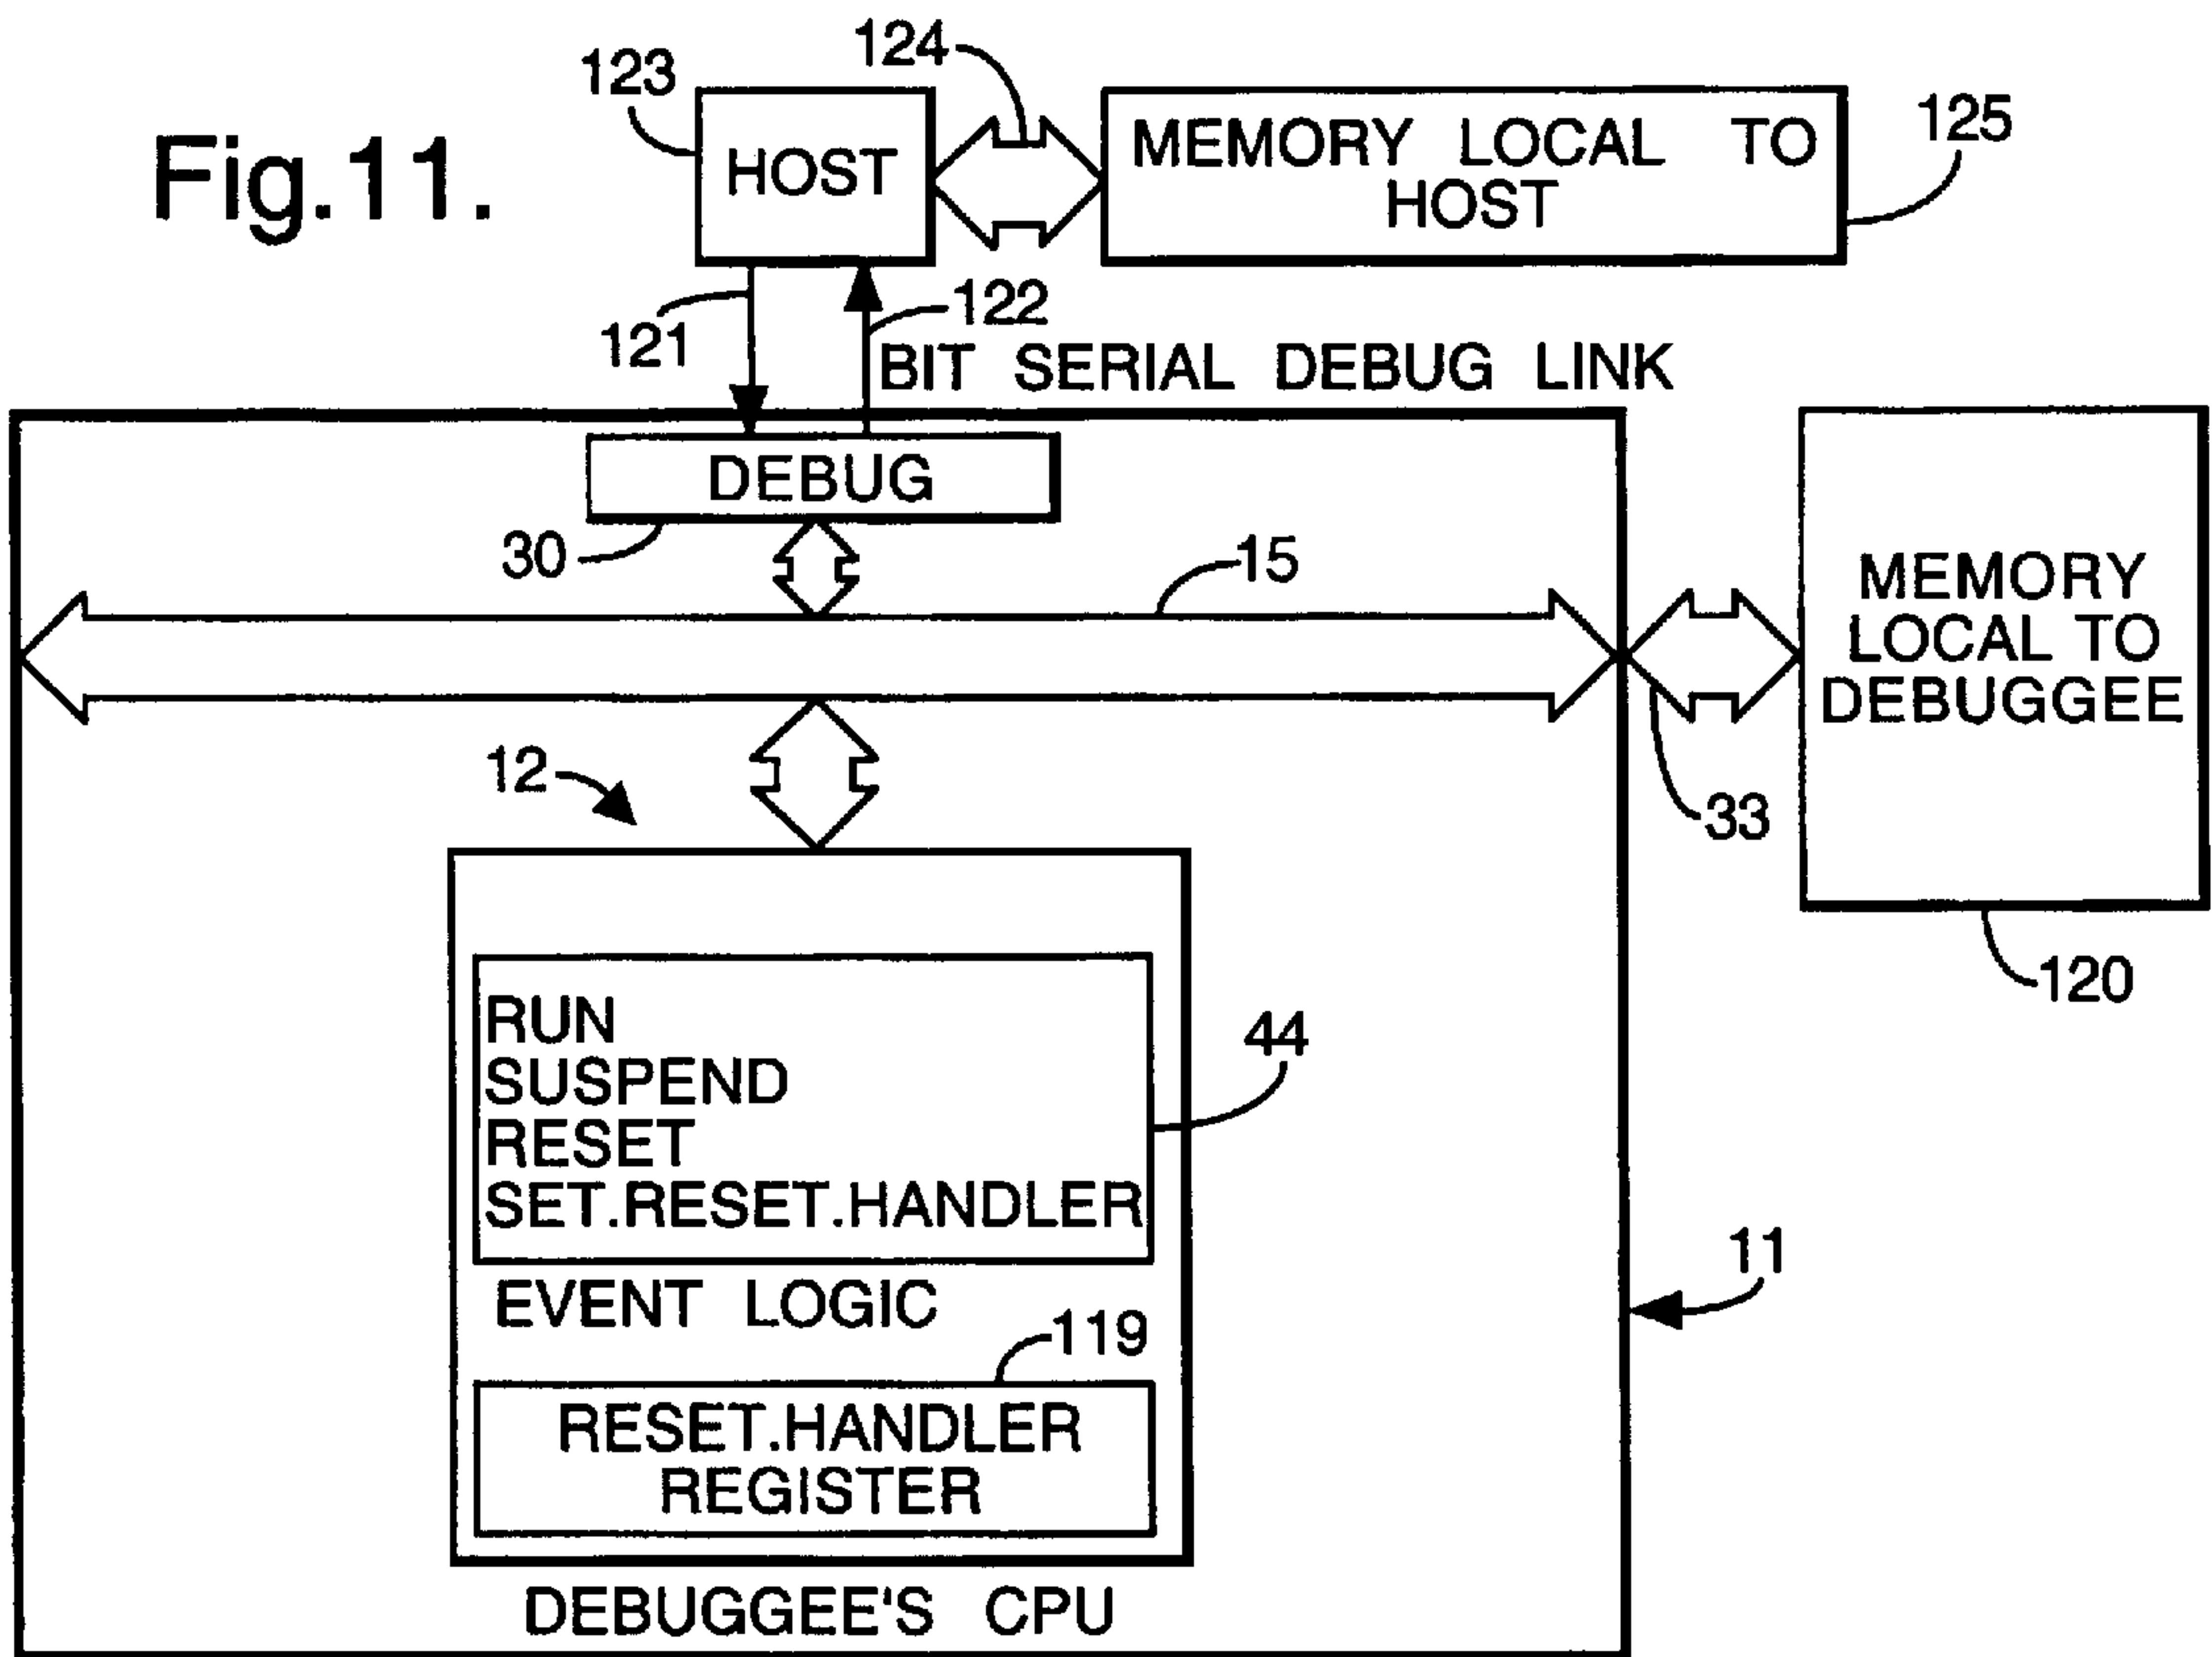 Fig.11.
123
124
HOST
MEMORY LOCAL TO
HOST
125
121
122
BIT SERIAL DEBUG LINK
DEBUG
30
15
MEMORY
LOCAL TO
DEBUGGEE
12
33
120
RUN
SUSPEND
RESET
SET.RESET.HANDLER
44
EVENT LOGIC
11
119
RESET.HANDLER
REGISTER
DEBUGGEE'S CPU